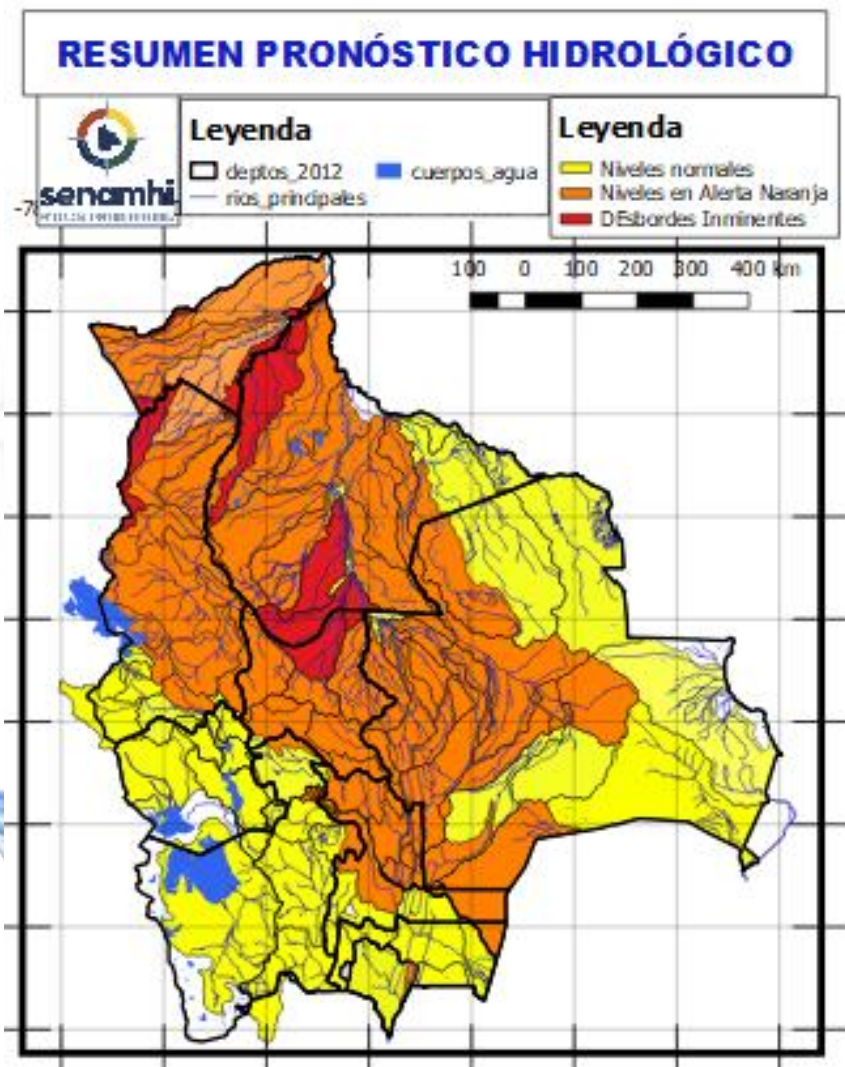 RESUMEN PRONÓSTICO HIDROLÓGICO
senamhi
Leyenda
deptos_2012 cuerpos_agua
rios_principales
Leyenda
Niveles normales
Niveles en Alerta Naranja
DEsbordes Inminentes
100 0 100 200 300 400 km